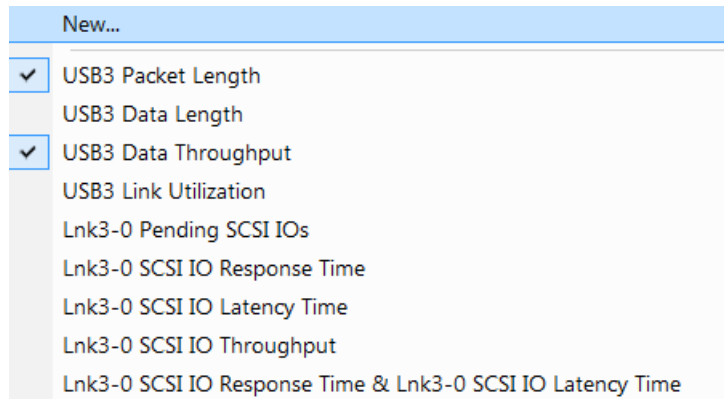 New...
USB3 Packet Length
USB3 Data Length
USB3 Data Throughput
USB3 Link Utilization
Lnk3-0 Pending SCSI IOs
Lnk3-0 SCSI IO Response Time
Lnk3-0 SCSI IO Latency Time
Lnk3-0 SCSI IO Throughput
Lnk3-0 SCSI IO Response Time & Lnk3-0 SCSI IO Latency Time